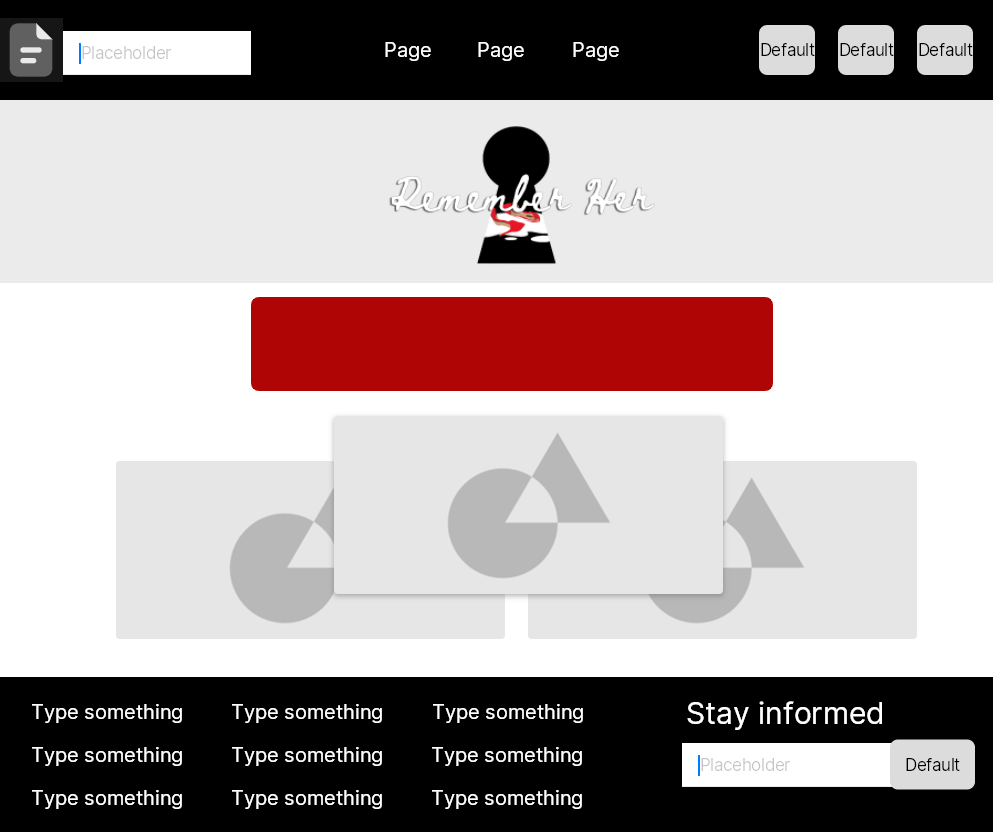 Placeholder
Page Page Page
Default Default Default
Remember Her
Type something Type something Type something
Type something Type something Type something
Type something Type something Type something
Stay informed
Placeholder Default